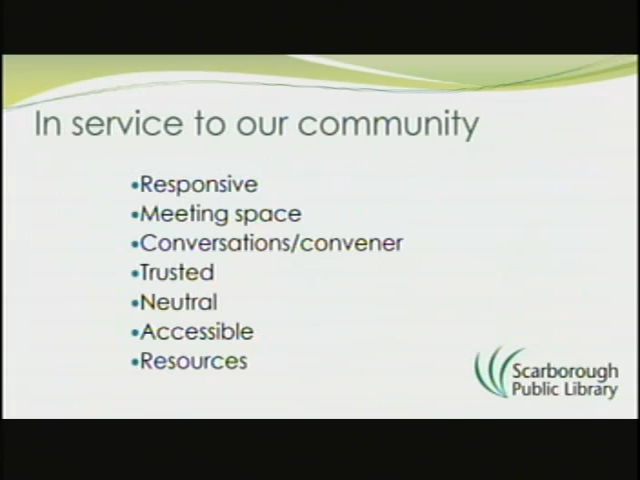 In service to our community
•Responsive
•Meeting space
•Conversations/convener
•Trusted
•Neutral
•Accessible
•Resources
Scarborough
Public Library